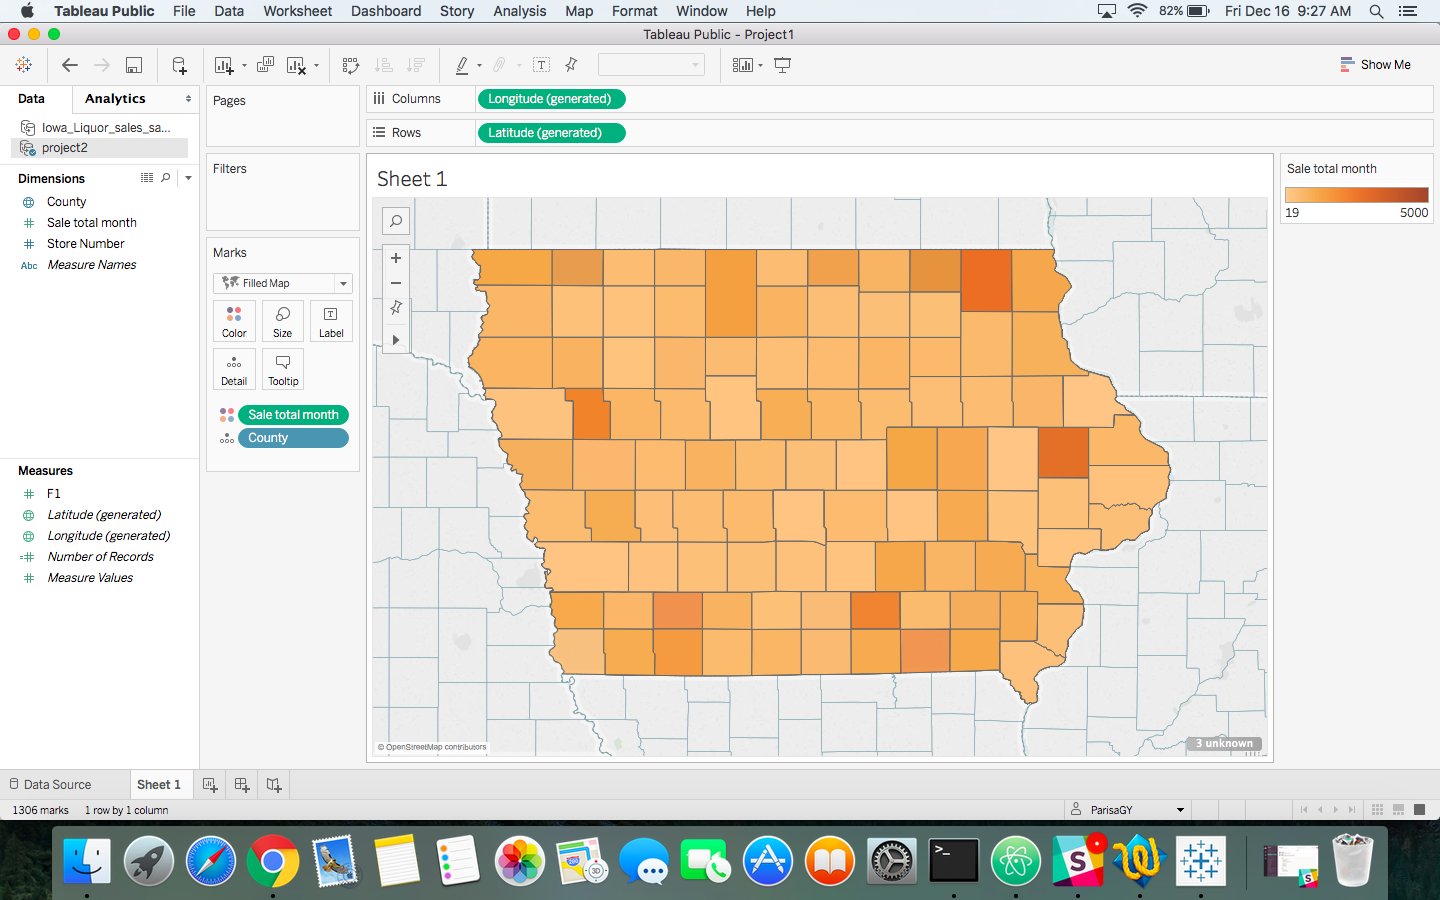 Tableau Public File Data Worksheet Dashboard Story Analysis Map Format Window Help 82% Fri Dec 16 9:27 AM
Tableau Public - Project1
Show Me
Data Analytics
Pages
Columns Longitude (generated)
Iowa_Liquor_sales_sa...
Rows Latitude (generated)
project2
Filters
Sale total month
Dimensions
Sheet 1
19 5000
County
Sale total month
Store Number
Abc Measure Names
Marks
Filled Map
Color Size Label
Detail Tooltip
Sale total month
County
Measures
F1
Latitude (generated)
Longitude (generated)
Number of Records
Measure Values
© OpenStreetMap contributors
3 unknown
Data Source Sheet 1
1306 marks 1 row by 1 column
ParisaGY